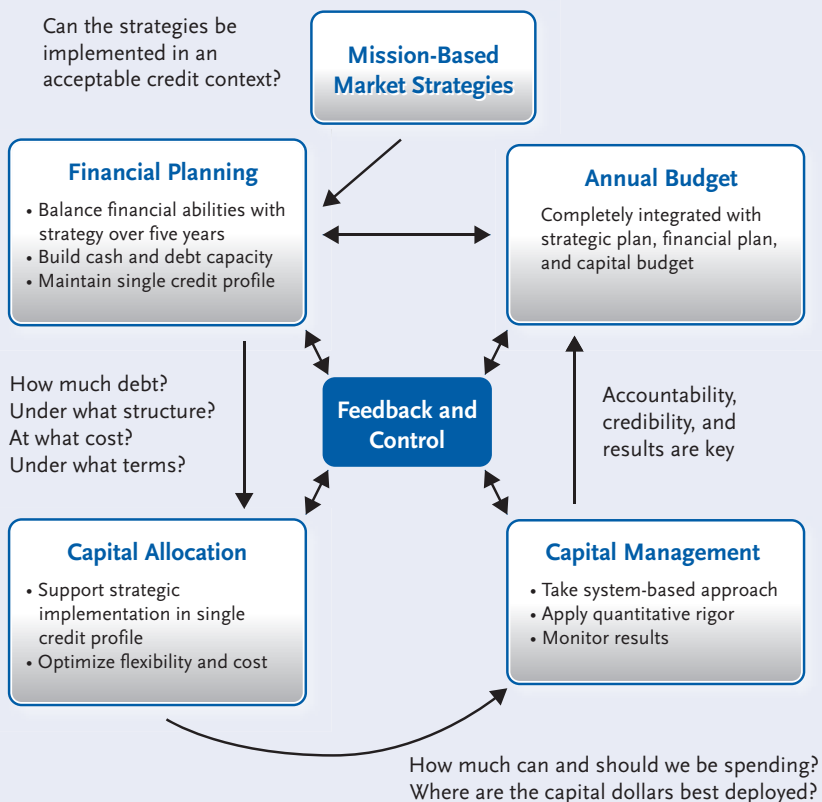 Can the strategies be
implemented in an
acceptable credit context?
Mission-Based
Market Strategies
Financial Planning
• Balance financial abilities with
strategy over five years
• Build cash and debt capacity
• Maintain single credit profile
Annual Budget
Completely integrated with
strategic plan, financial plan,
and capital budget
How much debt?
Under what structure?
At what cost?
Under what terms?
Feedback and
Control
Accountability,
credibility, and
results are key
Capital Allocation
• Support strategic
implementation in single
credit profile
• Optimize flexibility and cost
Capital Management
• Take system-based approach
• Apply quantitative rigor
• Monitor results
How much can and should we be spending?
Where are the capital dollars best deployed?